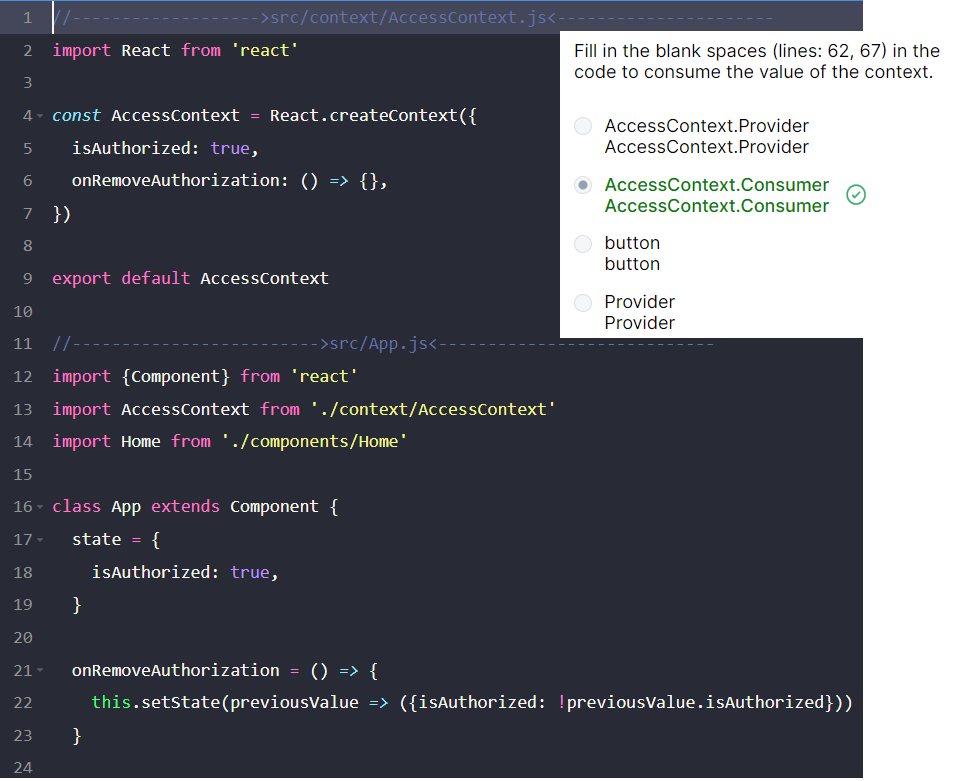 1 //------------------->src/context/AccessContext.js<----------------------
2 import React from 'react'
3
4 const AccessContext = React.createContext({
5 isAuthorized: true,
6 onRemoveAuthorization: () => {},
7 })
8
9 export default AccessContext
10
11 //------------------------->src/App.js<----------------------------
12 import {Component} from 'react'
13 import AccessContext from './context/AccessContext'
14 import Home from './components/Home'
15
16 class App extends Component {
17 state = {
18 isAuthorized: true,
19 }
20
21 onRemoveAuthorization = () => {
22 this.setState(previousValue => ({isAuthorized: !previousValue.isAuthorized}))
23 }
24
Fill in the blank spaces (lines: 62, 67) in the
code to consume the value of the context.
AccessContext.Provider
AccessContext.Provider
AccessContext.Consumer
AccessContext.Consumer
button
button
Provider
Provider